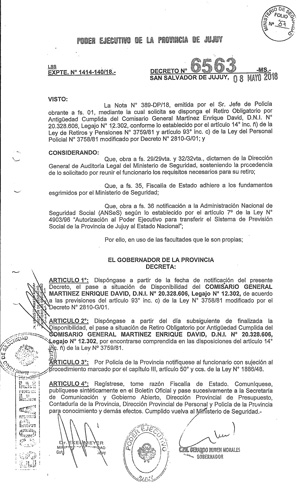 PODER EJECUTIVO DE LA PROVINCIA DE JUJUY
EXPTE. N° 1414-140/18.-
DECRETO N° 6563 -MS.-
SAN SALVADOR DE JUJUY, 08 MAYO 2018
VISTO:
La Nota N° 389-DP/18, emitida por el Sr. Jefe de Policía
obrante a fs. 01, mediante la cual solicita se disponga el Retiro Obligatorio por
Antigüedad Cumplida del Comisario General Martinez Enrique David, D.N.I. N°
20.328.606, Legajo N° 12.302, conforme lo establecido por el artículo 14° inc. n) de la
Ley de Retiros y Pensiones N° 3759/81 y artículo 93° inc. c) de la Ley del Personal
Policial N° 3758/81 modificado por Decreto N° 2810-G/01; y
CONSIDERANDO:
Que, a fs. 29/29vta. y 32/32vta., dictamen de la Dirección
General de Auditoría Legal del Ministerio de Seguridad, sosteniendo la procedencia
de lo solicitado por reunir el funcionario los requisitos necesarios para su retiro;
Que, a fs. 35, Fiscalía de Estado adhiere a los fundamentos
esgrimidos por el Ministerio de Seguridad;
Que, obra a fs. 36 notificación a la Administración Nacional de
Seguridad Social (ANSeS) según lo establecido por el artículo 7° de la Ley N°
4903/96 "Autorización al Poder Ejecutivo para transferir el Sistema de Previsión
Social de la Provincia de Jujuy al Estado Nacional";
Por ello, en uso de las facultades que le son propias;
EL GOBERNADOR DE LA PROVINCIA
DECRETA:
ARTICULO 1°: Dispóngase a partir de fecha de notificación del presente
Decreto, el pase a situación de Disponibilidad del COMISARIO GENERAL
MARTINEZ ENRIQUE DAVID, D.N.I. N° 20.328.606, Legajo N° 12.302, de acuerdo
a las previsiones del artículo 93° inc. c) de la Ley N° 3758/81 modificado por el
Decreto N° 2810-G/01.
ARTICULO 2°: Dispóngase a partir del día subsiguiente de finalizada la
Disponibilidad, el pase a situación de Retiro Obligatorio por Antigüedad Cumplida del
COMISARIO GENERAL MARTINEZ ENRIQUE DAVID, D.N.I. N° 20.328.606,
Legajo N° 12.302, por encontrarse comprendida en las disposiciones del artículo 14°
inc. n) de la Ley N° 3759/81.
ARTICULO 3°: Por Policía de la Provincia notifíquese al funcionario con sujeción al
procedimiento marcado por el capítulo III, artículo 50° y ccs. de la Ley N° 1886/48.
ARTICULO 4°: Regístrese, tome razón Fiscalía de Estado. Comuníquese,
publíquese sintéticamente en el Boletín Oficial y pase sucesivamente a la Secretaría
de Comunicación y Gobierno Abierto, Dirección Provincial de Presupuesto,
Contaduría de la Provincia, Dirección Provincial de Personal y Policía de la Provincia
para conocimiento y demás efectos. Cumplido vuelva al Ministerio de Seguridad.-
PODER EJECUTIVO
JUJUY
C.P.N. GERARDO RUBEN MORALES
GOBERNADOR